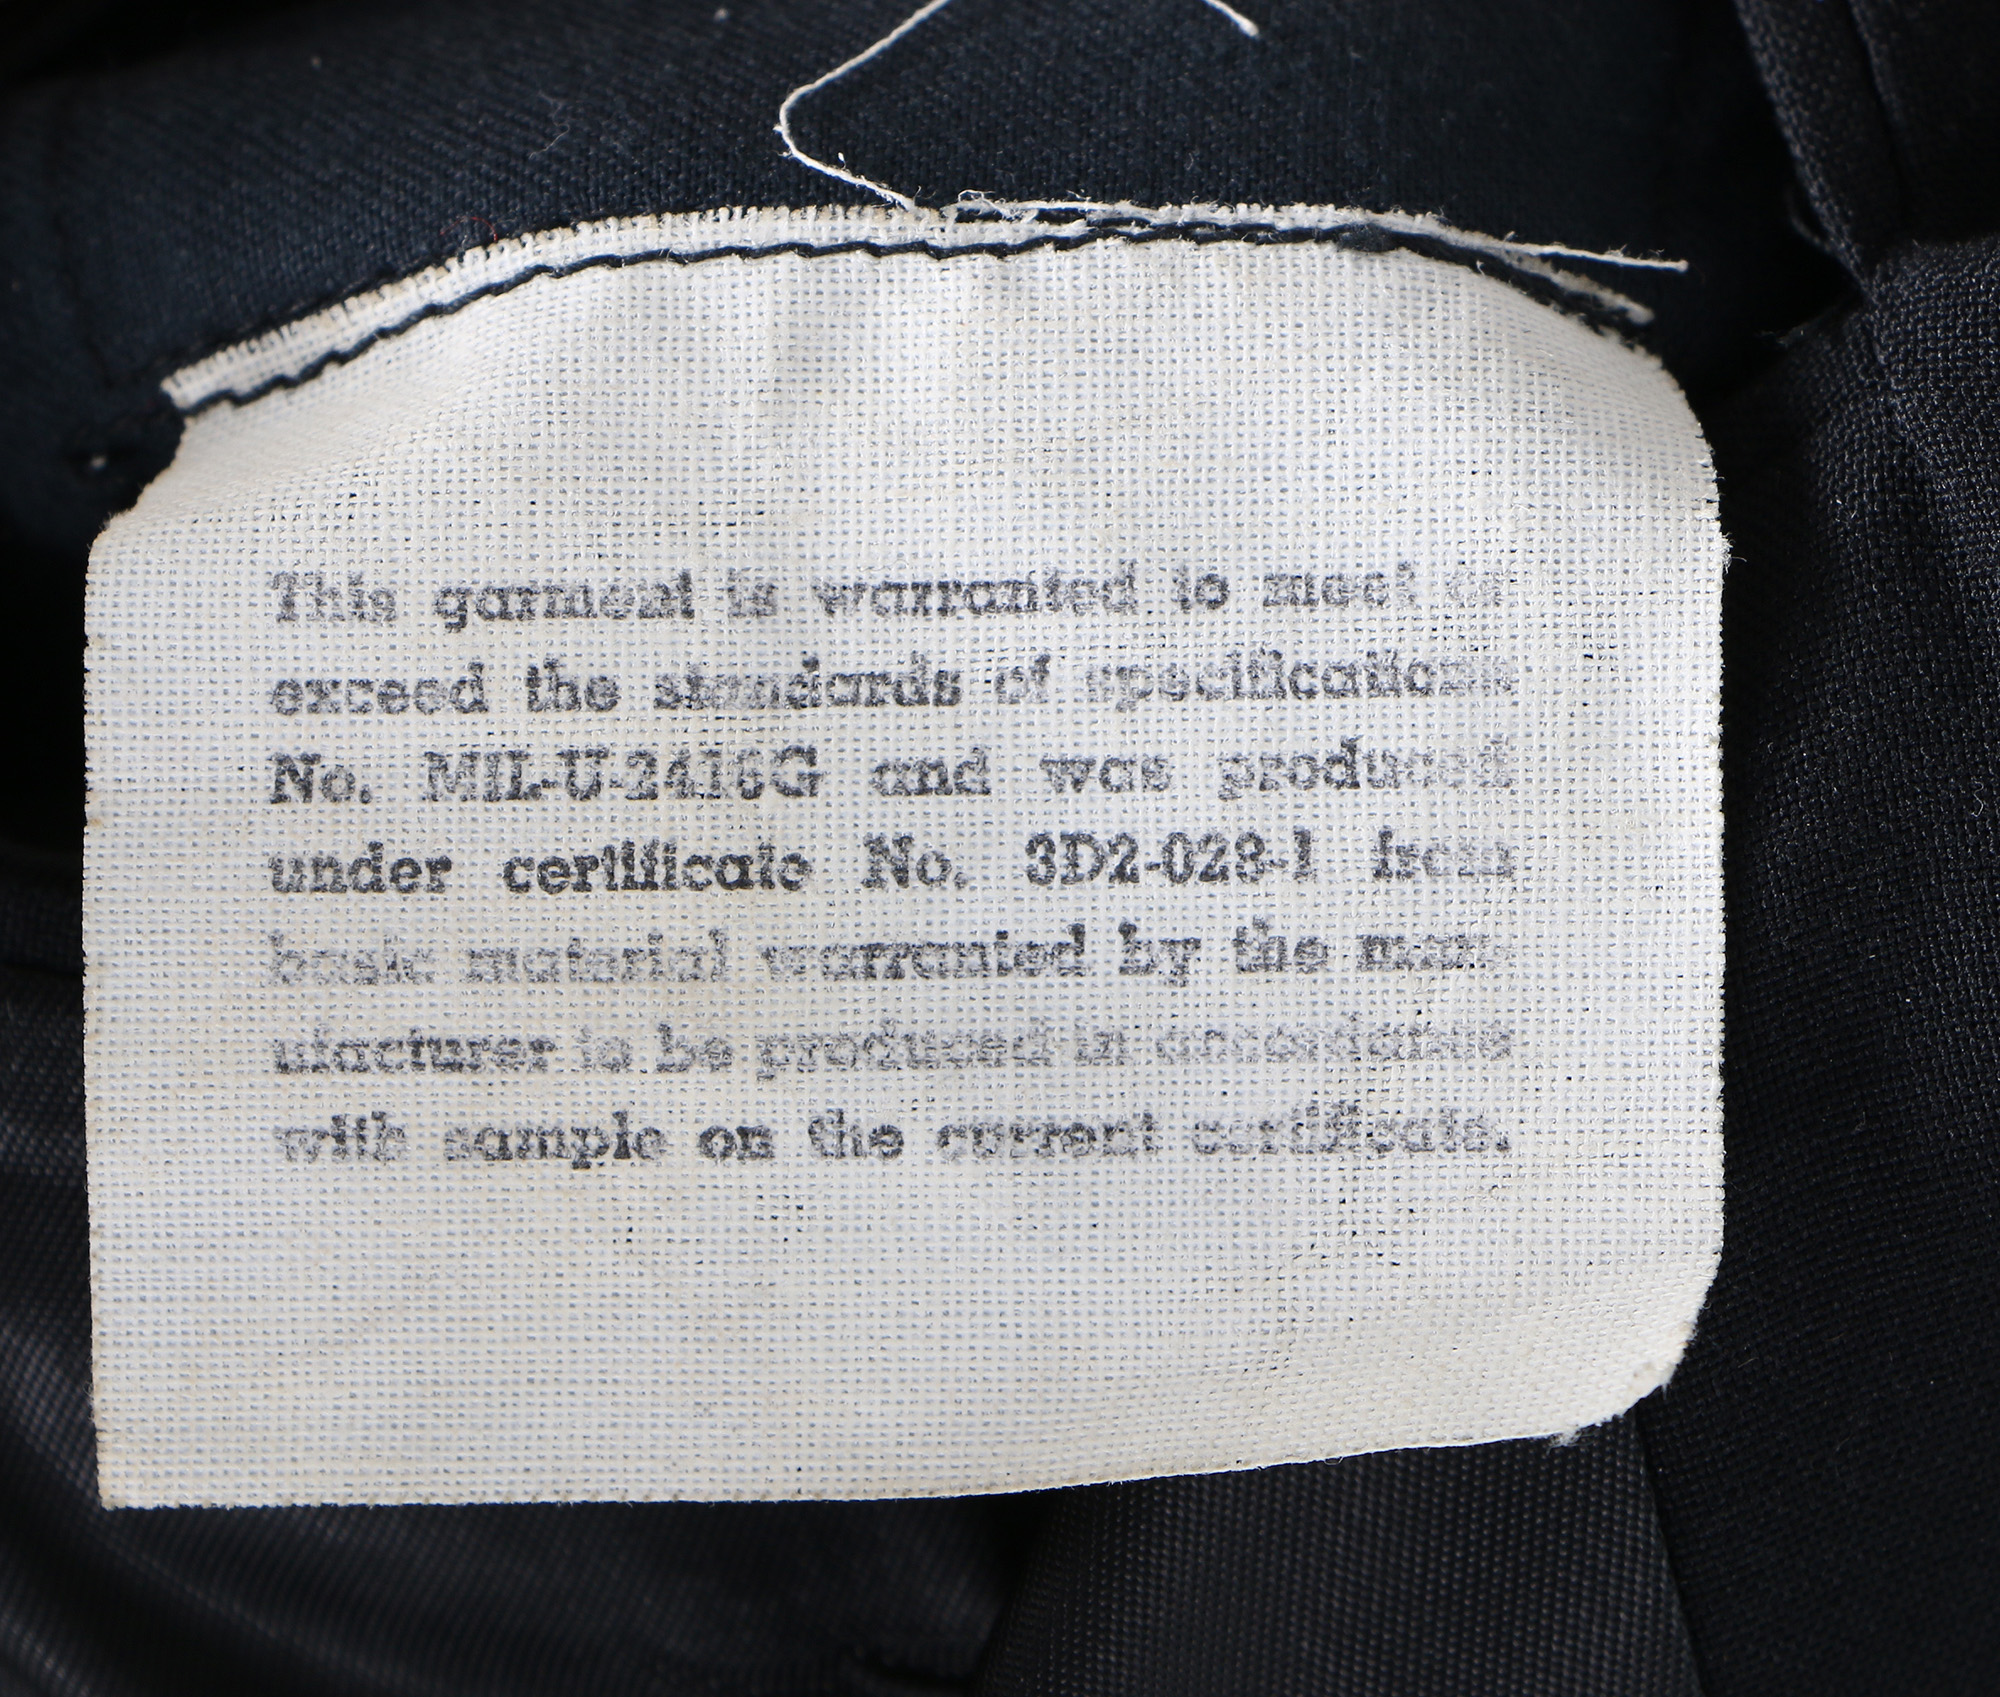 This garment is warranted to meet or
exceed the standards of specifications
No. MIL-U-2416G and was produced
under certificate No. 3D2-028-1 from
basic material warranted by the man-
ufacturer to be produced in accordance
with sample on the current certificate.